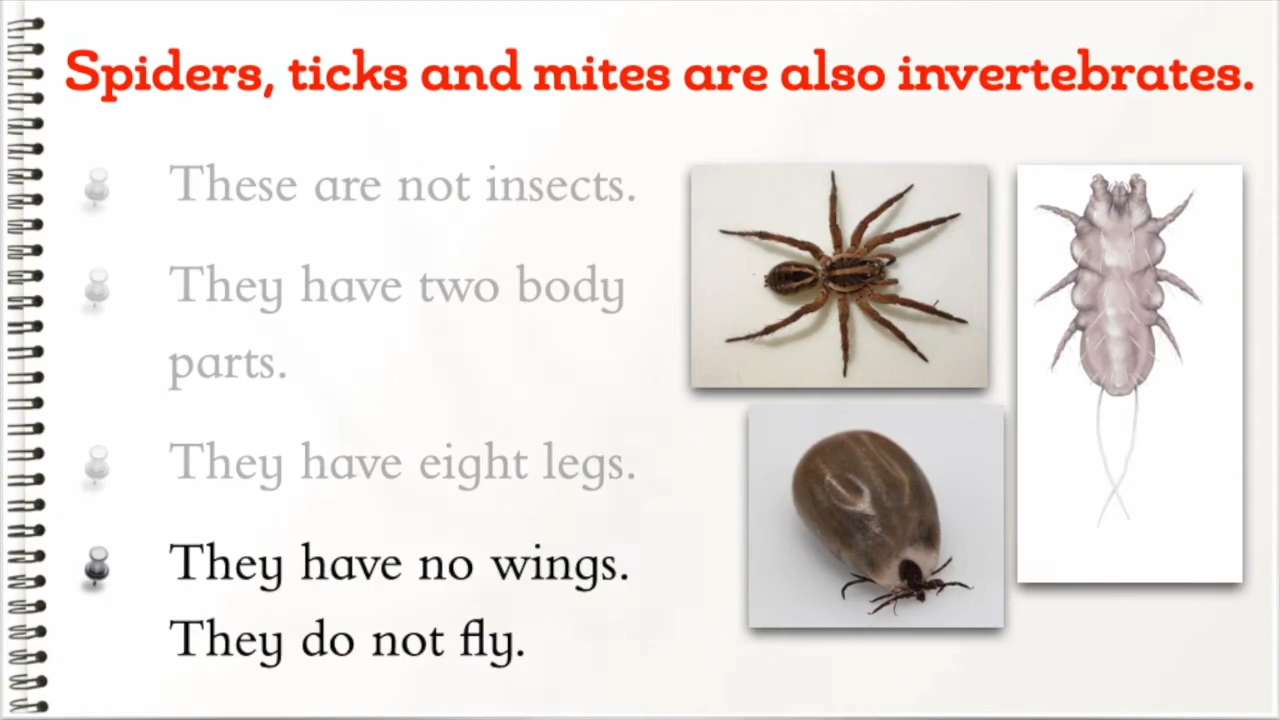 Spiders, ticks and mites are also invertebrates.
These are not insects.
They have two body
parts.
They have eight legs.
They have no wings.
They do not fly.